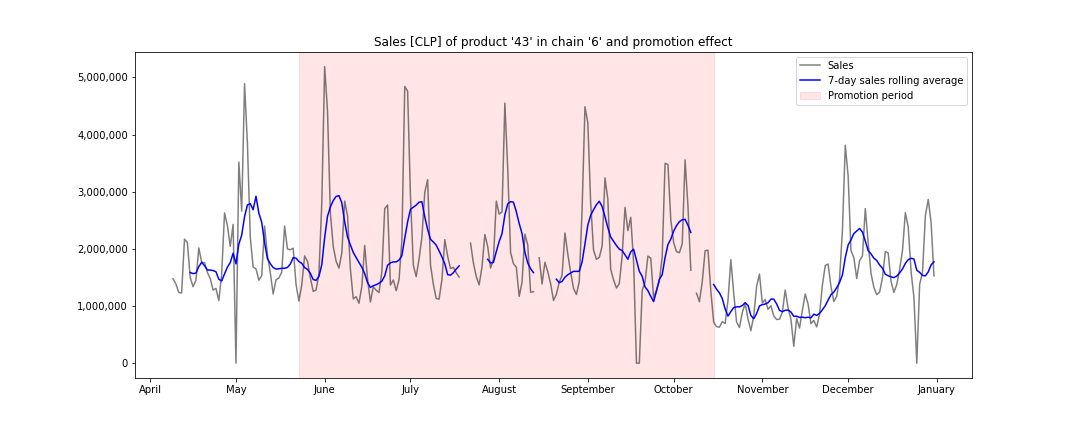 Sales [CLP] of product '43' in chain '6' and promotion effect
Sales
7-day sales rolling average
Promotion period
5,000,000
4,000,000
3,000,000
2,000,000
1,000,000
0
April May June July August September October November December January